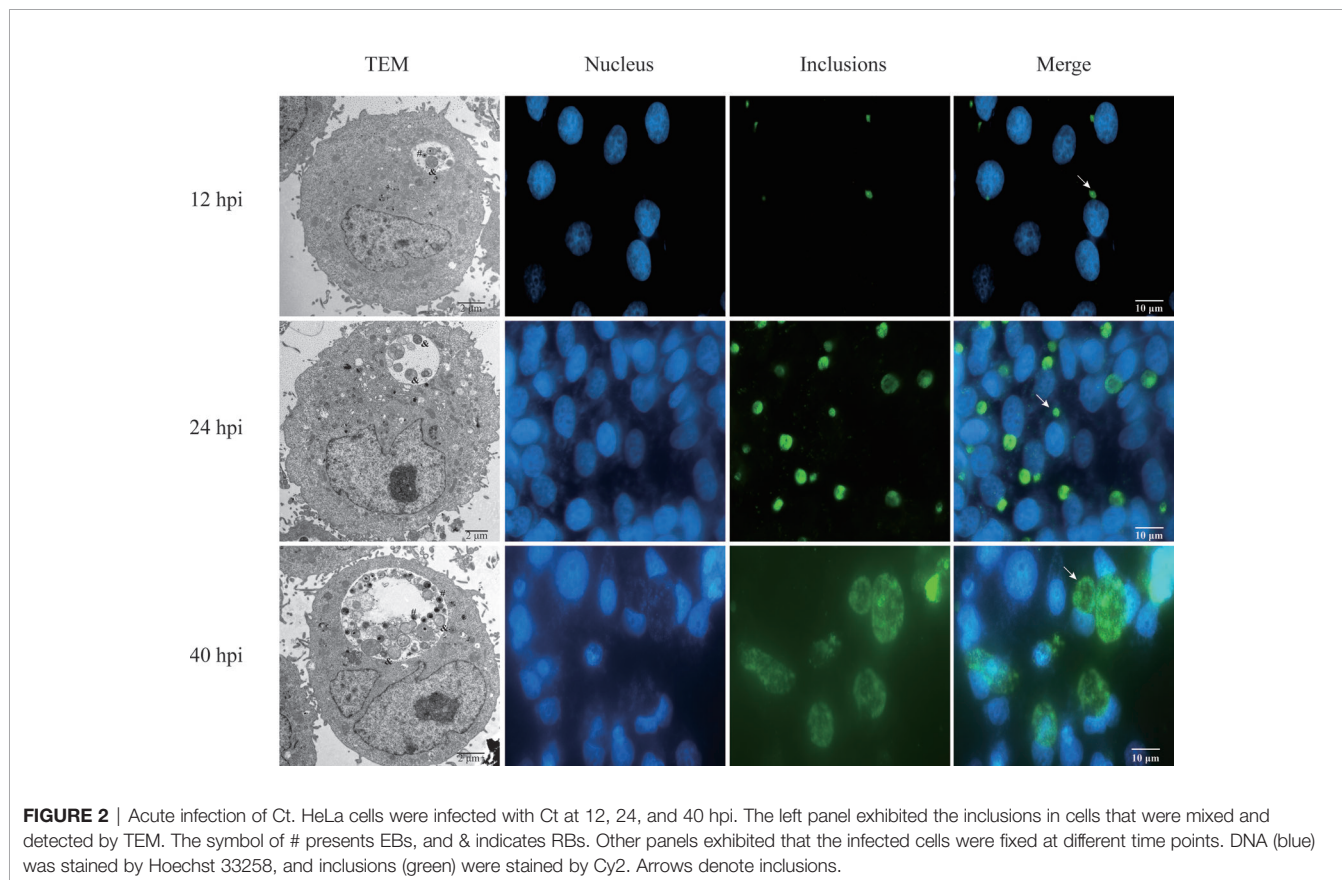 TEM Nucleus Inclusions Merge
12 hpi
#
&
2 μm
10 μm
24 hpi
&
&
2 μm
10 μm
40 hpi
#
#
&
&
2 μm
10 μm
FIGURE 2 | Acute infection of Ct. HeLa cells were infected with Ct at 12, 24, and 40 hpi. The left panel exhibited the inclusions in cells that were mixed and
detected by TEM. The symbol of # presents EBs, and & indicates RBs. Other panels exhibited that the infected cells were fixed at different time points. DNA (blue)
was stained by Hoechst 33258, and inclusions (green) were stained by Cy2. Arrows denote inclusions.